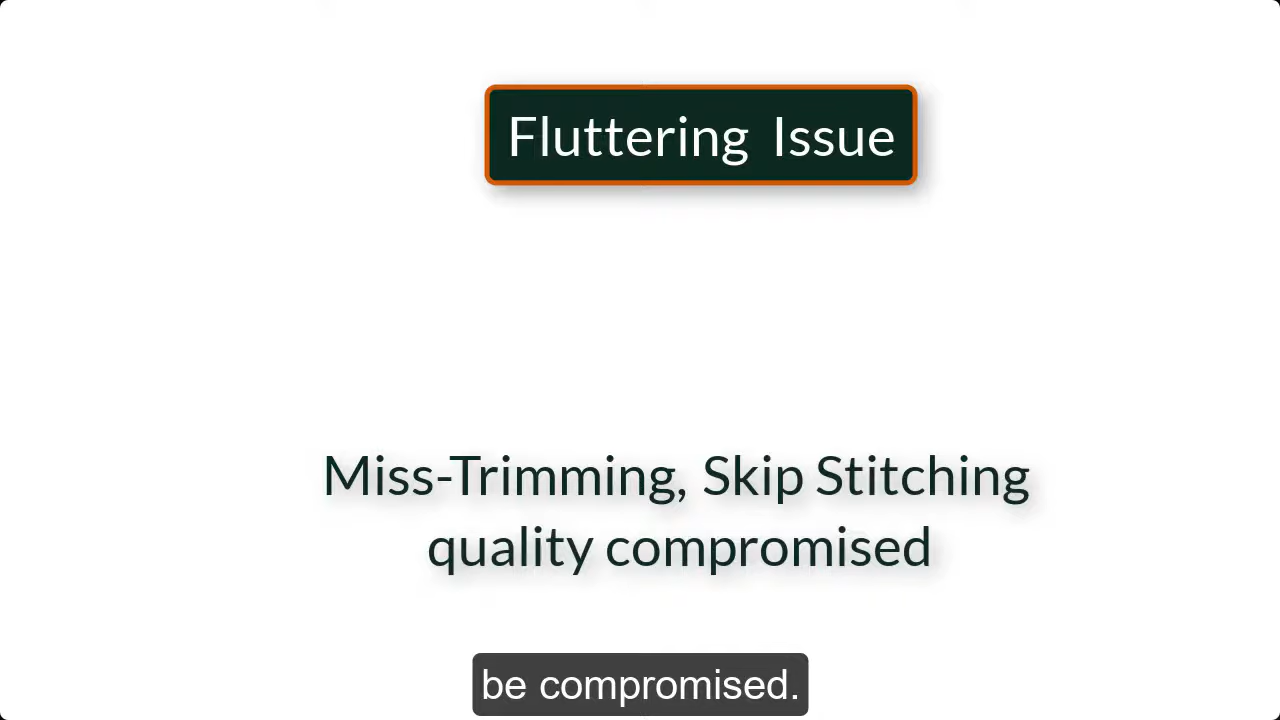 Fluttering Issue
Miss-Trimming, Skip Stitching
quality compromised
be compromised.